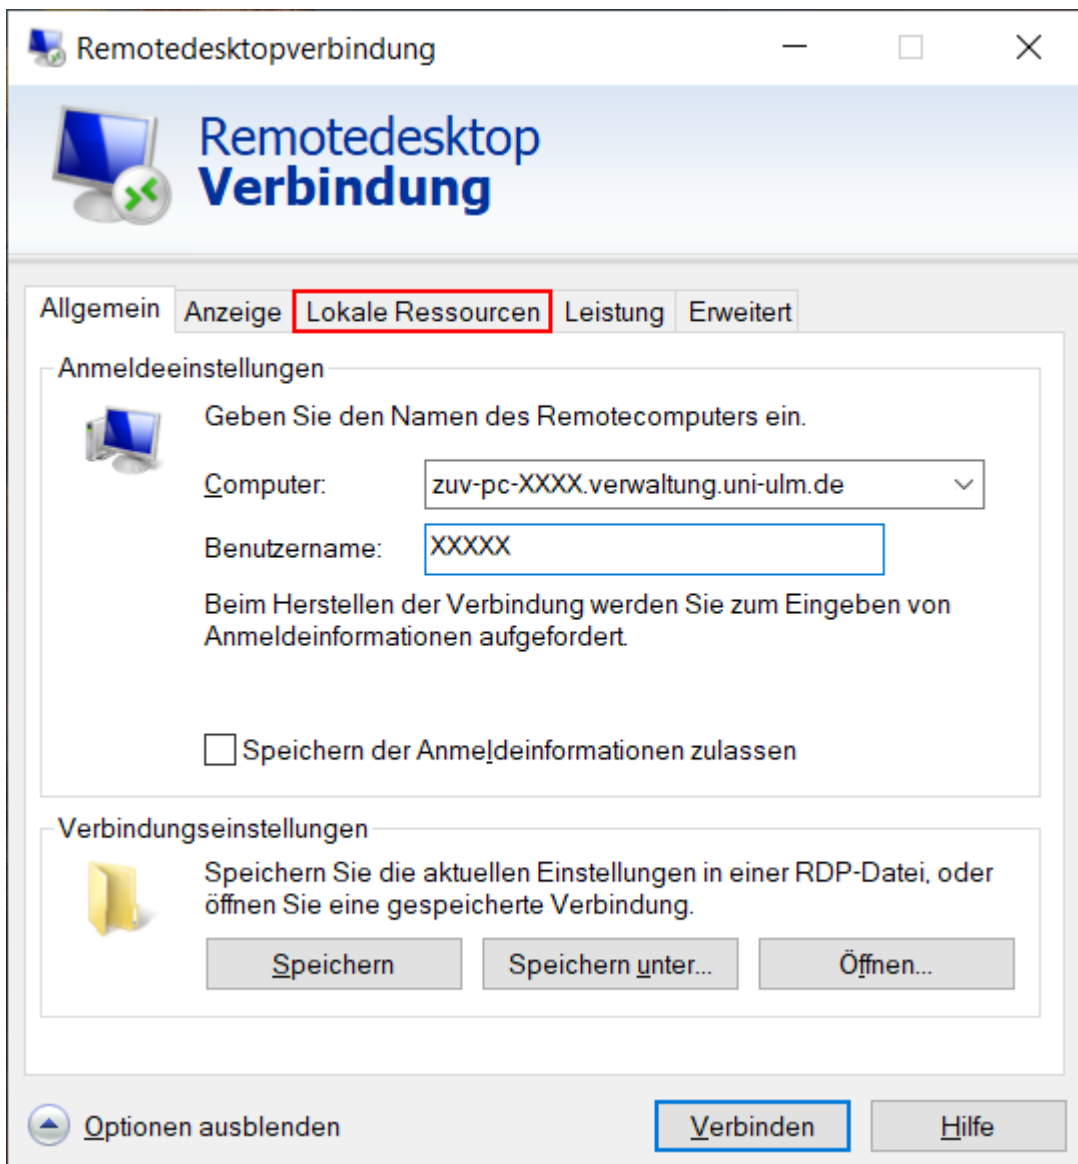 Remotedesktopverbindung
Remotedesktop
Verbindung
Allgemein Anzeige Lokale Ressourcen Leistung Erweitert
Anmeldeeinstellungen
Geben Sie den Namen des Remotecomputers ein.
Computer: zuv-pc-XXXX.verwaltung.uni-ulm.de
Benutzername: XXXXX
Beim Herstellen der Verbindung werden Sie zum Eingeben von
Anmeldeinformationen aufgefordert.
Speichern der Anmeldeinformationen zulassen
Verbindungseinstellungen
Speichern Sie die aktuellen Einstellungen in einer RDP-Datei, oder
öffnen Sie eine gespeicherte Verbindung.
Speichern Speichern unter... Öffnen...
Optionen ausblenden Verbinden Hilfe